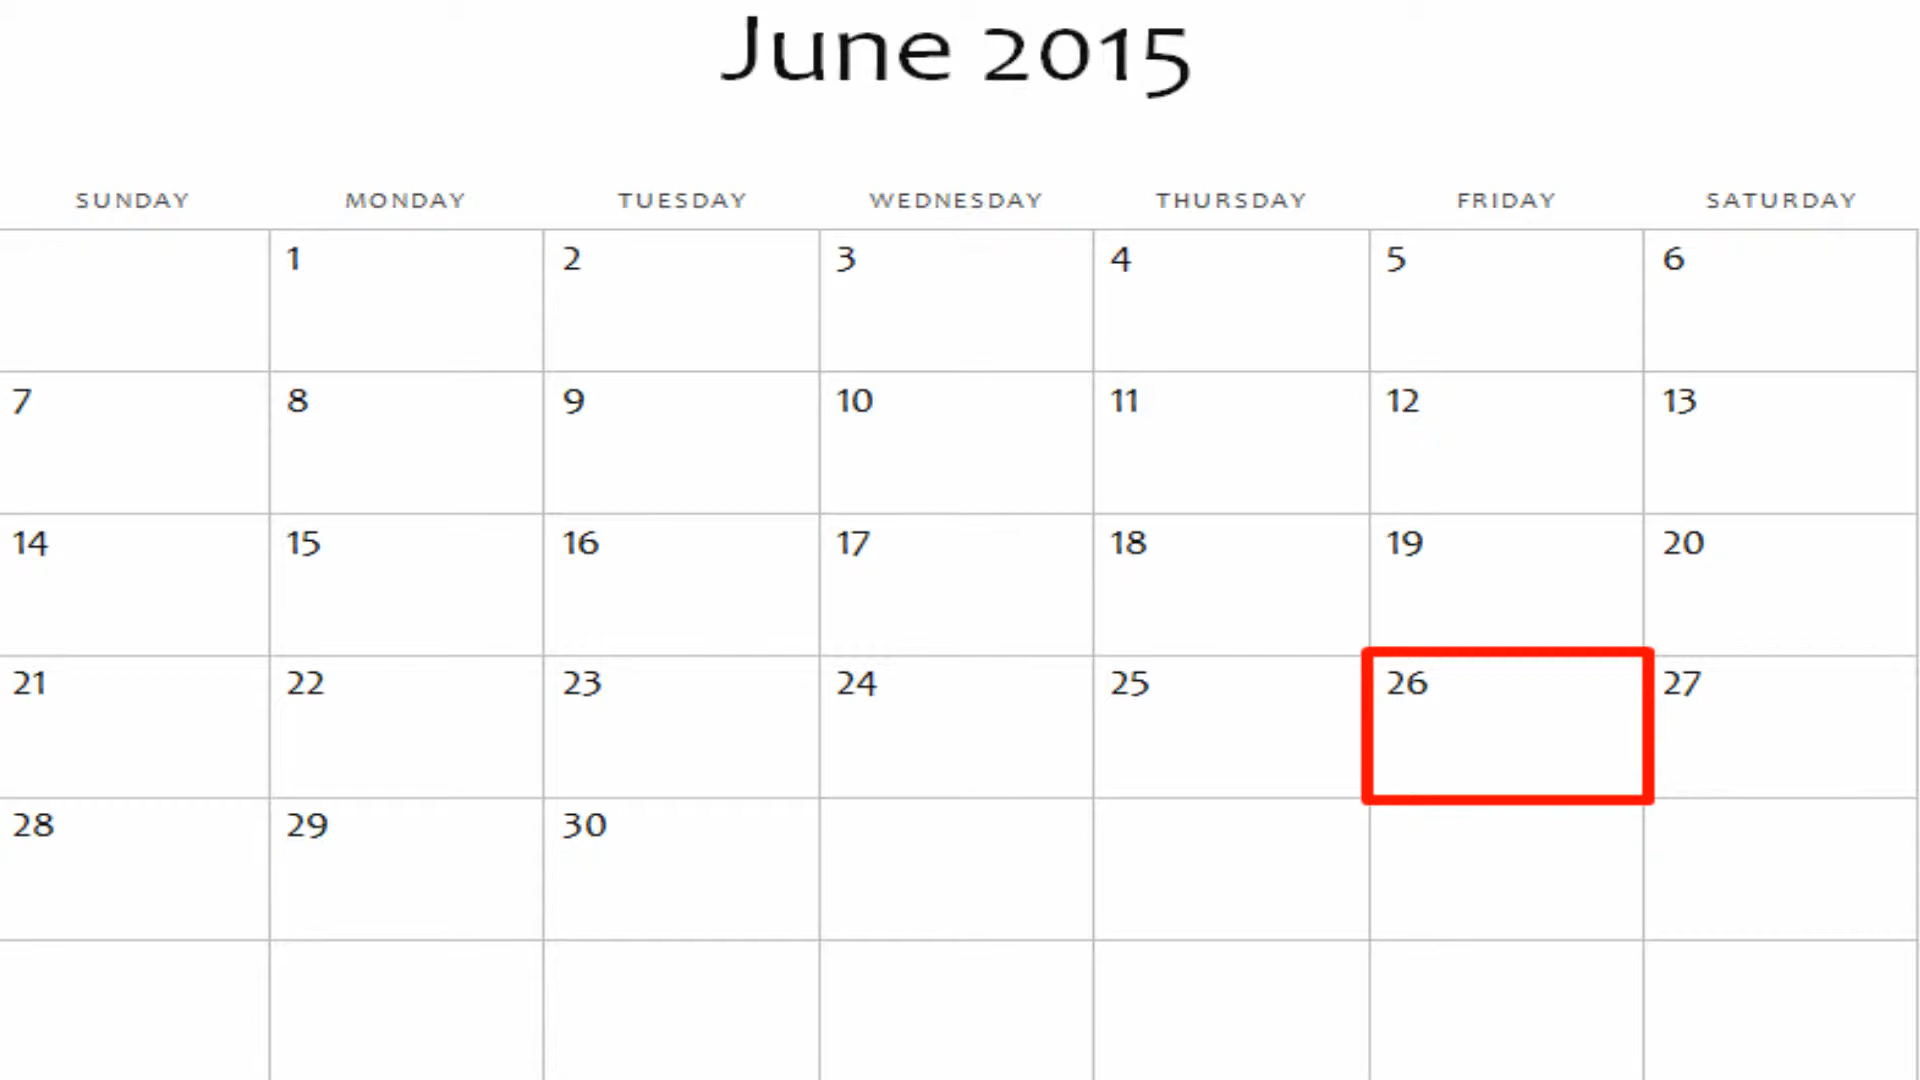 June 2015
SUNDAY MONDAY TUESDAY WEDNESDAY THURSDAY FRIDAY SATURDAY
1 2 3 4 5 6
7 8 9 10 11 12 13
14 15 16 17 18 19 20
21 22 23 24 25 26 27
28 29 30